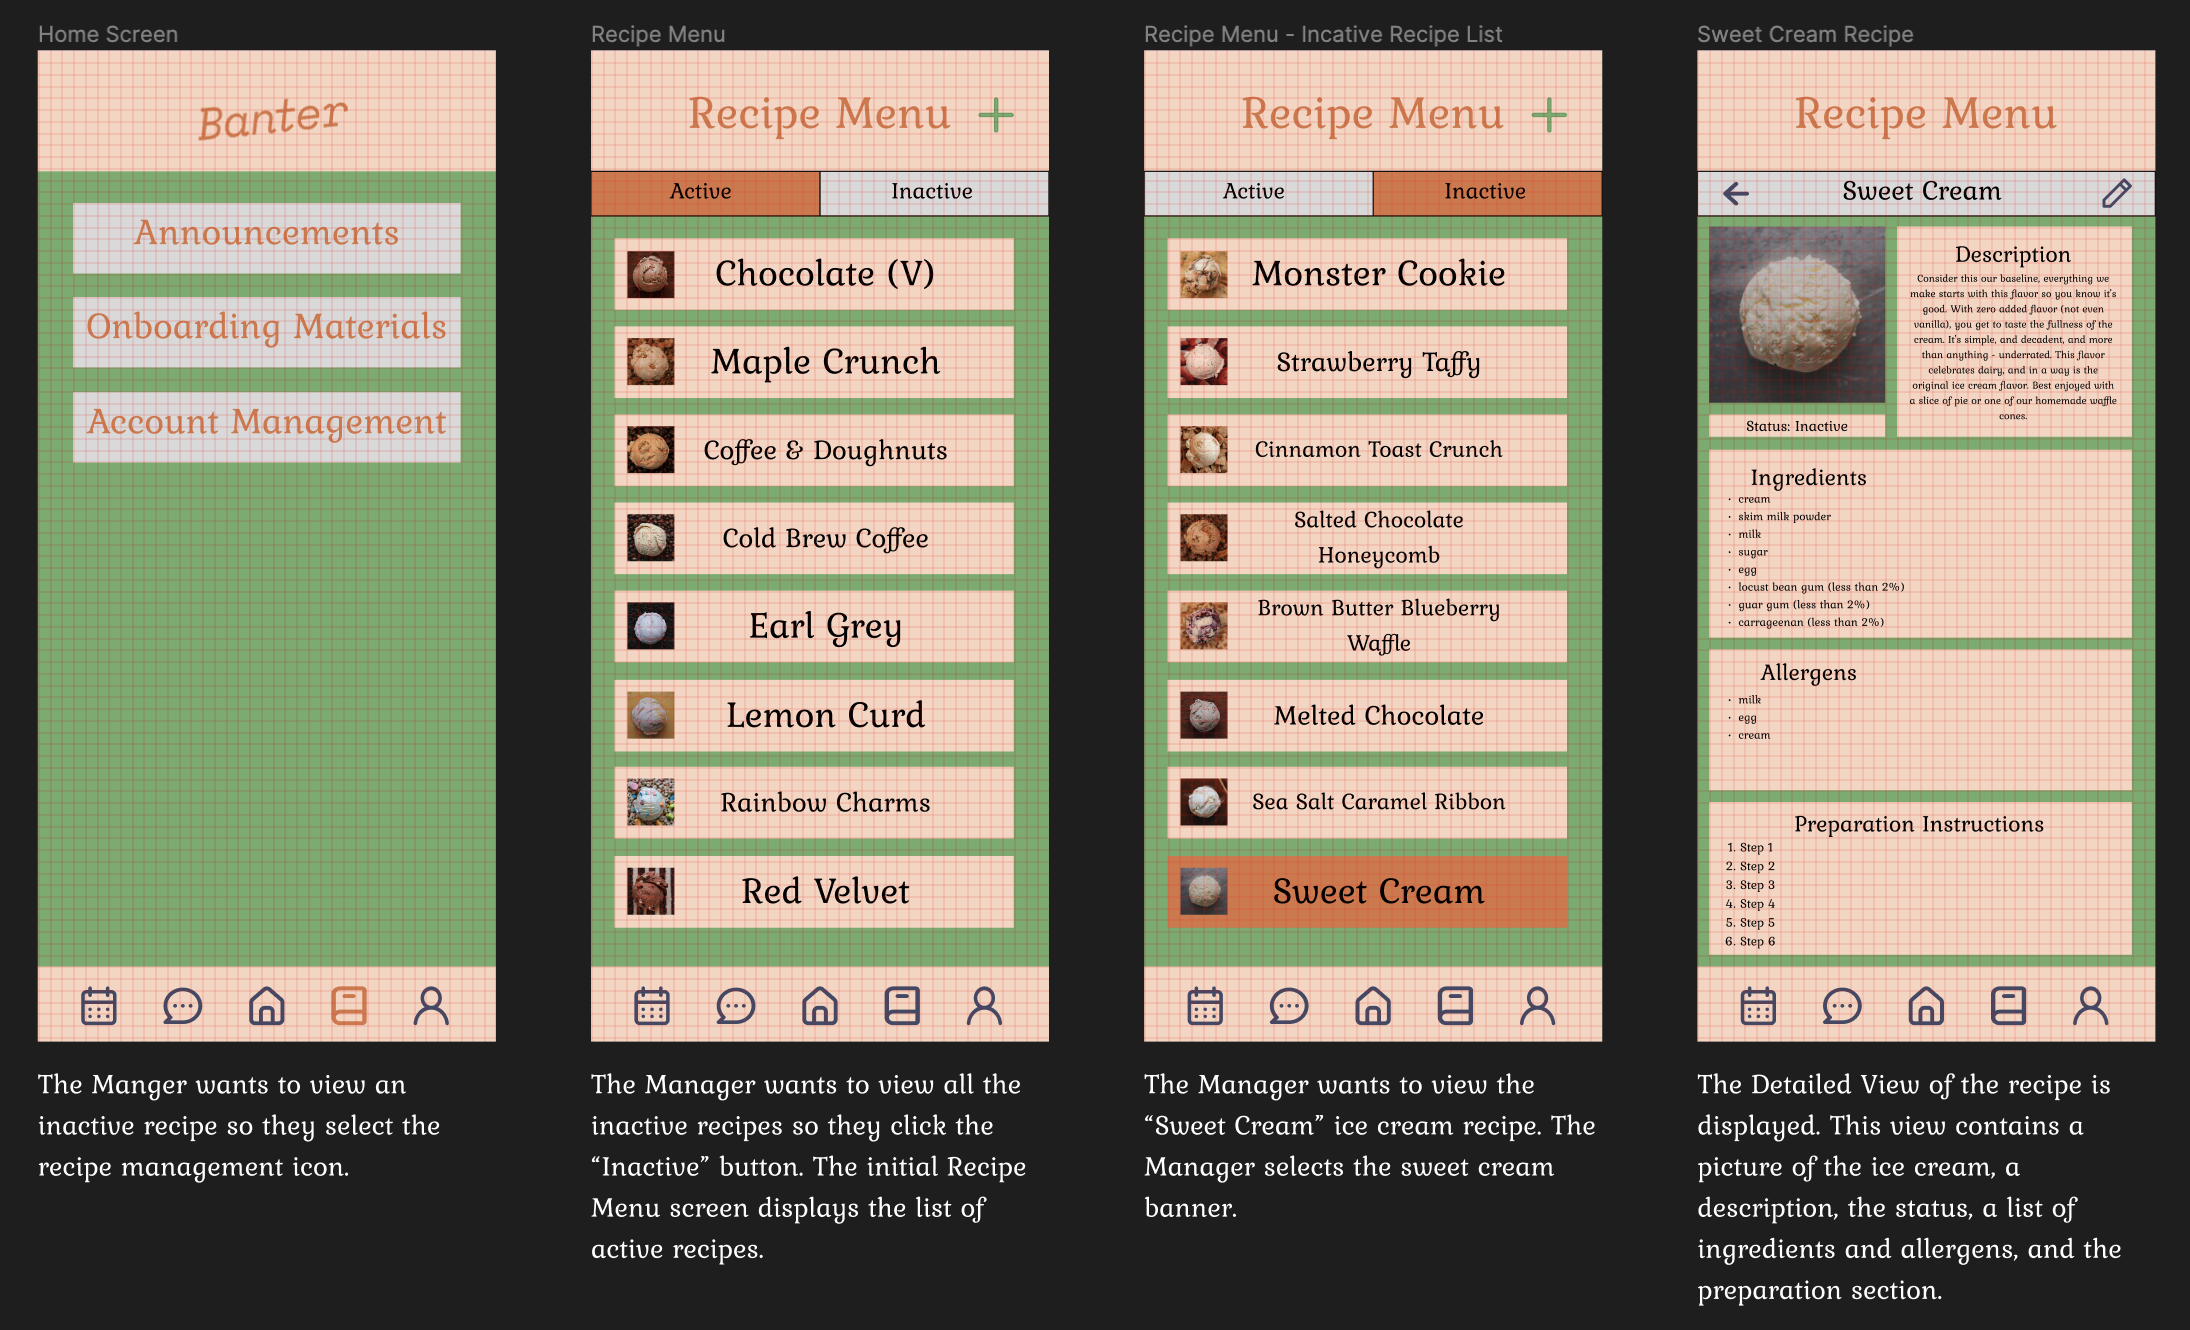 Home Screen
Banter
Announcements
Onboarding Materials
Account Management
The Manger wants to view an
inactive recipe so they select the
recipe management icon.
Recipe Menu
Recipe Menu
Active
Inactive
Chocolate (V)
Maple Crunch
Coffee & Doughnuts
Cold Brew Coffee
Earl Grey
Lemon Curd
Rainbow Charms
Red Velvet
The Manager wants to view all the
inactive recipes so they click the
“Inactive” button. The initial Recipe
Menu screen displays the list of
active recipes.
Recipe Menu - Incative Recipe List
Recipe Menu
Active
Inactive
Monster Cookie
Strawberry Taffy
Cinnamon Toast Crunch
Salted Chocolate
Honeycomb
Brown Butter Blueberry
Waffle
Melted Chocolate
Sea Salt Caramel Ribbon
Sweet Cream
The Manager wants to view the
“Sweet Cream” ice cream recipe. The
Manager selects the sweet cream
banner.
Sweet Cream Recipe
Recipe Menu
Sweet Cream
Description
Consider this our baseline, everything we
make starts with this flavor so you know it's
good. With zero added flavor (not even
vanilla), you get to taste the fullness of the
cream. It's simple, and decadent, and more
than anything - underrated. This flavor
celebrates dairy, and in a way is the
original ice cream flavor. Best enjoyed with
a slice of pie or one of our homemade waffle
cones.
Status: Inactive
Ingredients
• cream
• skim milk powder
• milk
• sugar
• egg
• locust bean gum (less than 2%)
• guar gum (less than 2%)
• carrageenan (less than 2%)
Allergens
• milk
• egg
• cream
Preparation Instructions
1. Step 1
2. Step 2
3. Step 3
4. Step 4
5. Step 5
6. Step 6
The Detailed View of the recipe is
displayed. This view contains a
picture of the ice cream, a
description, the status, a list of
ingredients and allergens, and the
preparation section.